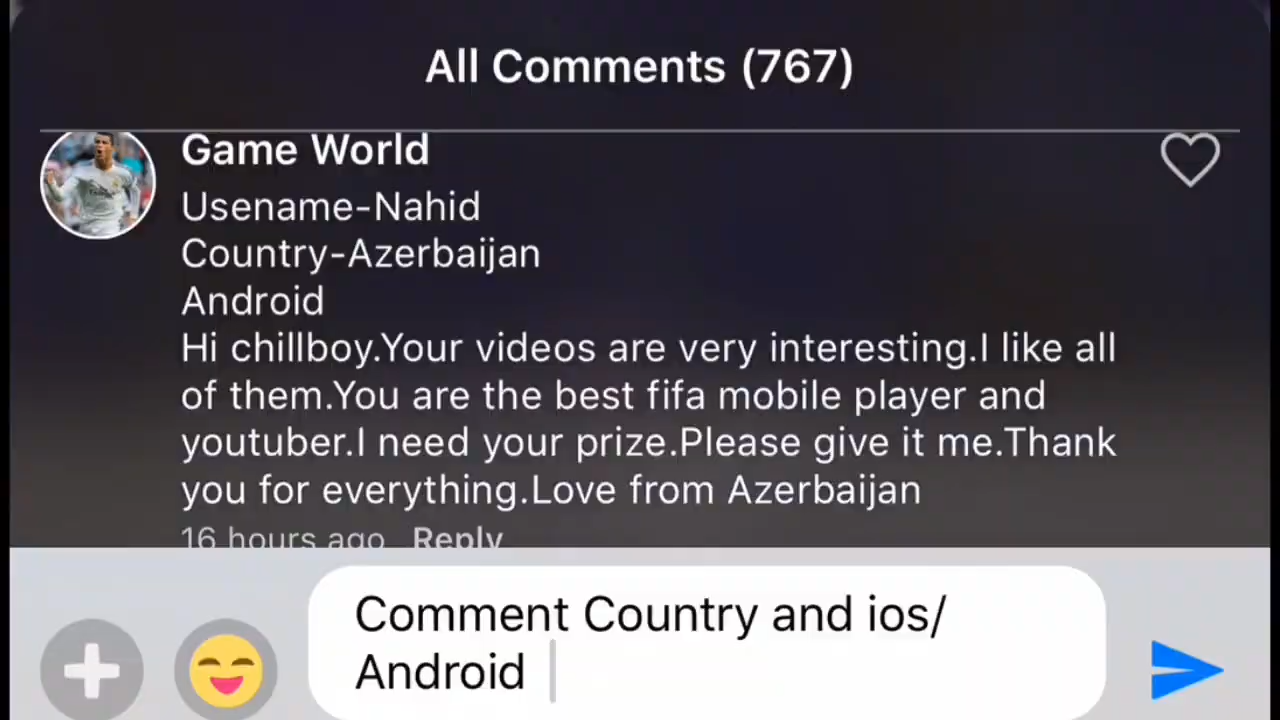 All Comments (767)
Game World
Usename-Nahid
Country-Azerbaijan
Android
Hi chillboy.Your videos are very interesting.I like all
of them.You are the best fifa mobile player and
youtuber.I need your prize.Please give it me.Thank
you for everything.Love from Azerbaijan
16 hours ago Reply
Comment Country and ios/
Android